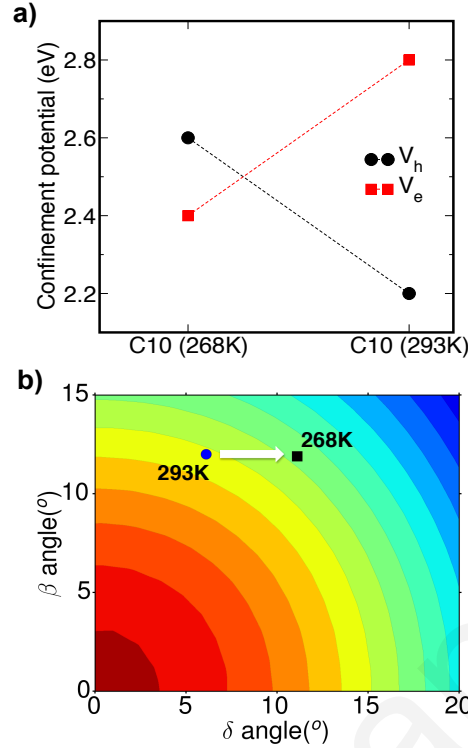 a)
Confinement potential (eV)
2.8
2.6
2.4
2.2
V_h
V_e
C10 (268K)
C10 (293K)
b)
β angle(°)
15
10
5
0
293K
268K
0
5
10
15
20
δ angle(°)